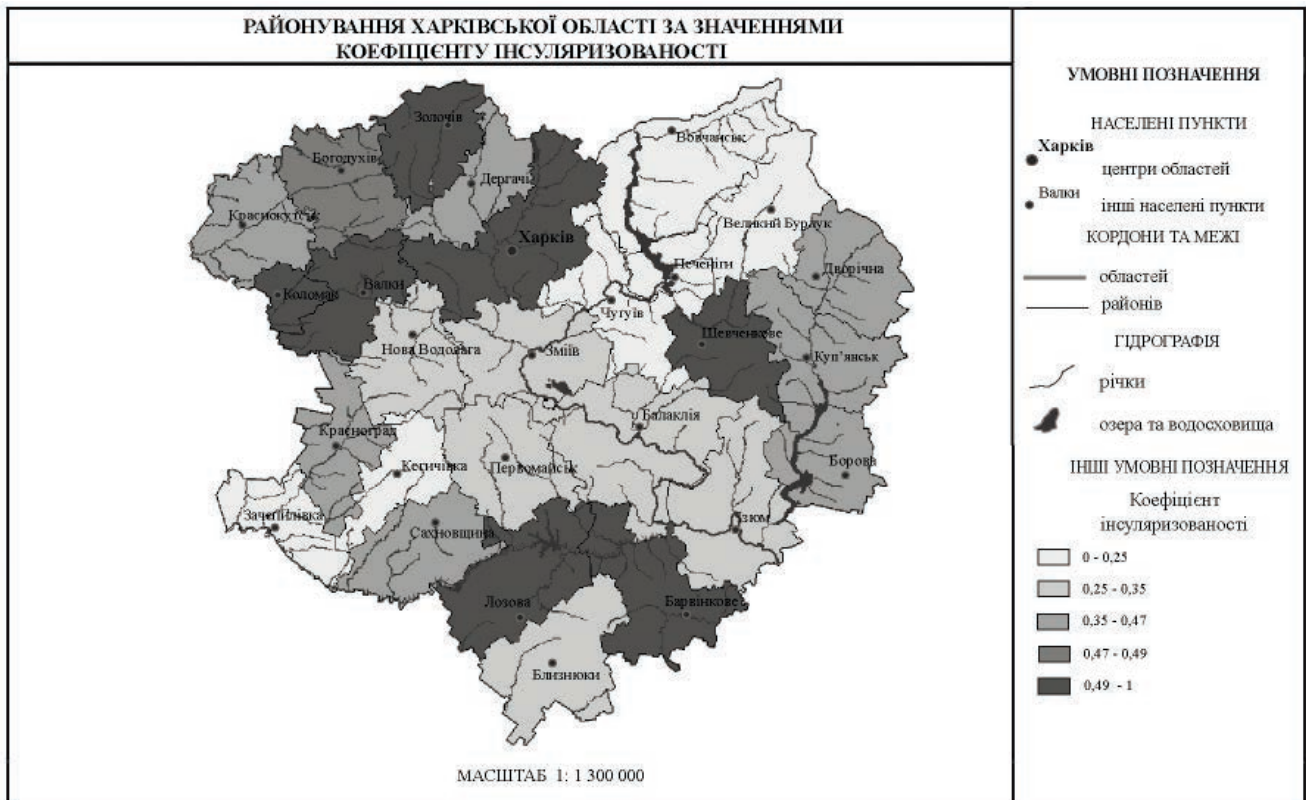 РАЙОНУВАННЯ ХАРКІВСЬКОЇ ОБЛАСТІ ЗА ЗНАЧЕННЯМИ
КОЕФІЦІЄНТУ ІНСУЛЯРИЗОВАНОСТІ
Золочів
Вовчанськ
Богодухів
Дергачі
Краснокутськ
Великий Бурлук
Харків
Печеніги
Дворічна
Коломак
Валки
Чугуїв
Шевченкове
Нова Водолага
Зміїв
Куп'янськ
Балаклія
Красноград
Кегичівка
Первомайськ
Борова
Зачепилівка
Сахновщина
Ізюм
Лозова
Барвінкове
Близнюки
МАСШТАБ 1: 1 300 000
УМОВНІ ПОЗНАЧЕННЯ
НАСЕЛЕНІ ПУНКТИ
Харків
центри областей
Валки
інші населені пункти
КОРДОНИ ТА МЕЖІ
областей
районів
ГІДРОГРАФІЯ
річки
озера та водосховища
ІНШІ УМОВНІ ПОЗНАЧЕННЯ
Коефіцієнт
інсуляризованості
0 - 0,25
0,25 - 0,35
0,35 - 0,47
0,47 - 0,49
0,49 - 1